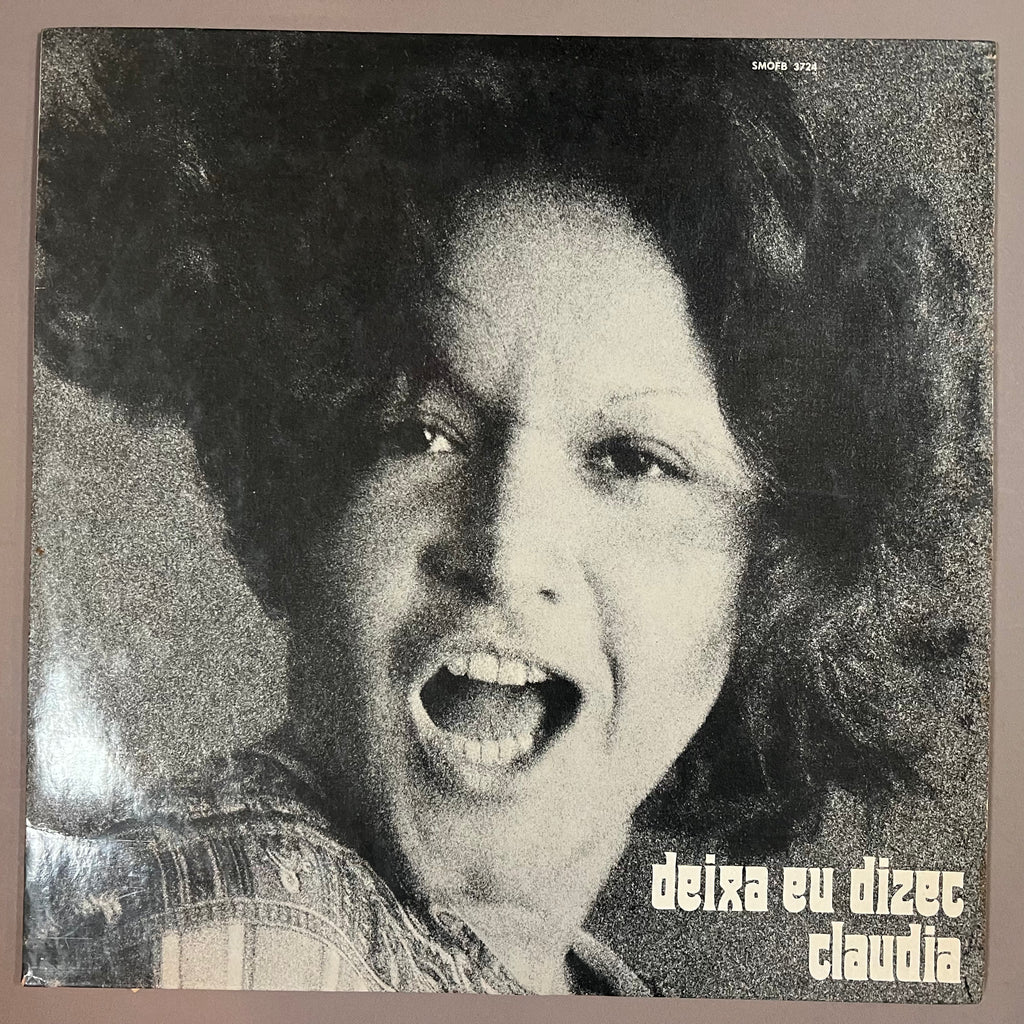 SMOFB 3724
deixa eu dizer
claudia